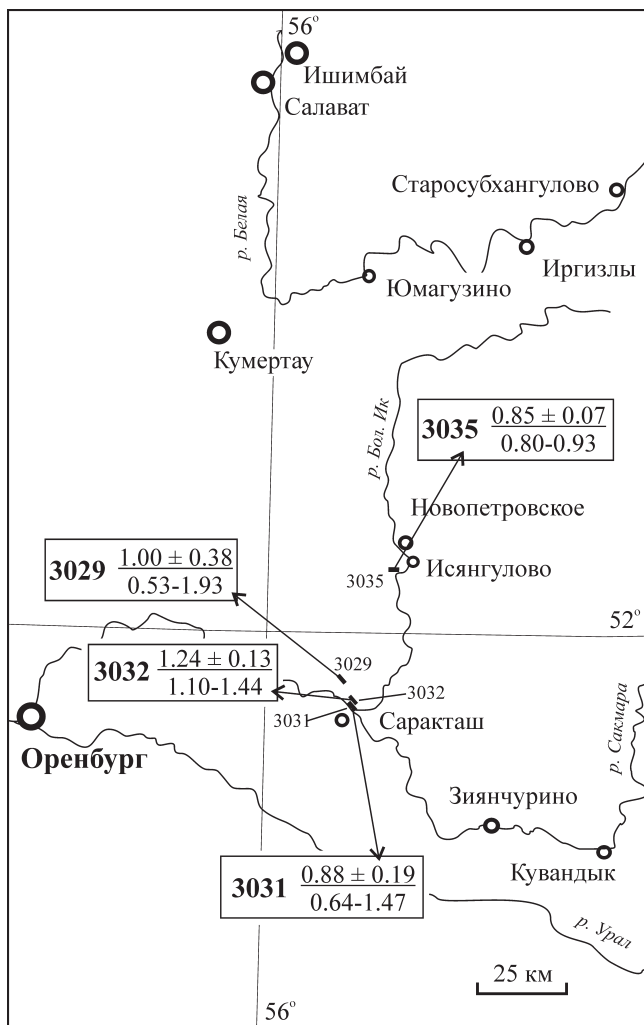 56°
Ишимбай
Салават
Старосубхангулово
р. Белая
Иргизлы
Юмагузино
Кумертау
р. Бол. Ик
3035 0.85 ± 0.07
0.80-0.93
Новопетровское
3029 1.00 ± 0.38
0.53-1.93
3035
Исянгулово
52°
3032 1.24 ± 0.13
1.10-1.44
3029
3032
3031
Саракташ
р. Сакмара
Оренбург
Зиянчурино
Кувандык
3031 0.88 ± 0.19
0.64-1.47
р. Урал
25 км
56°